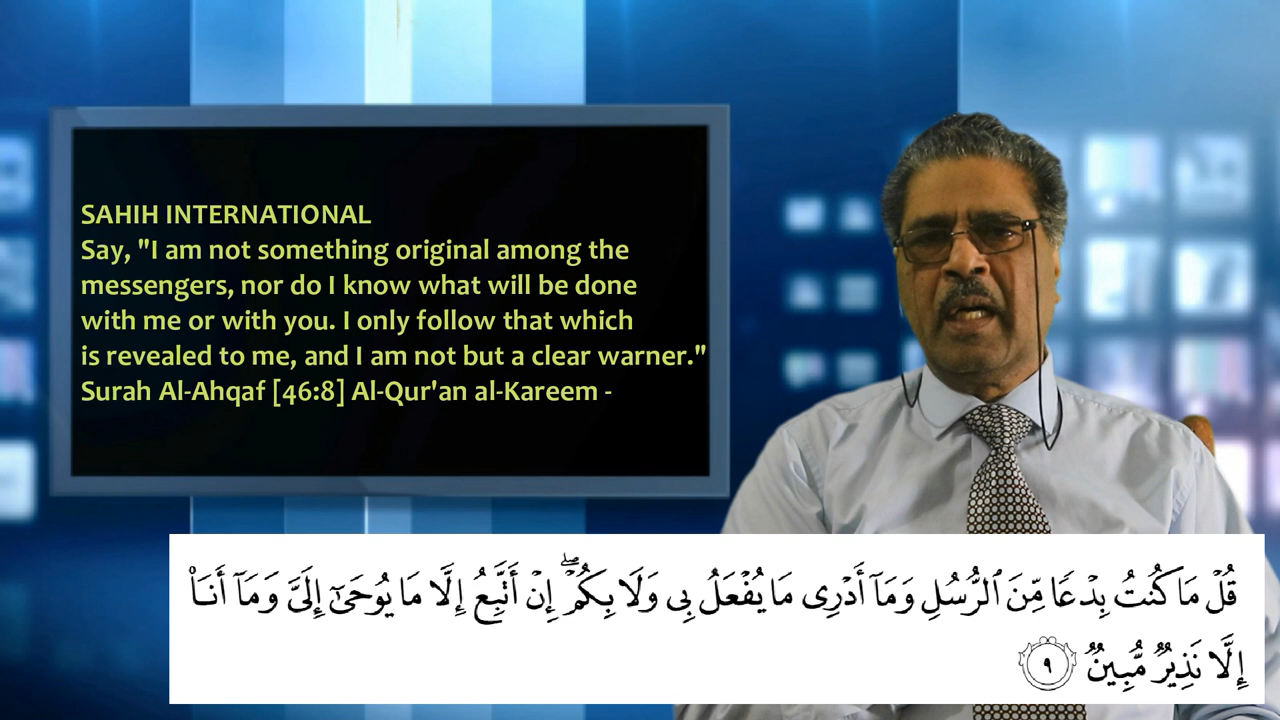 SAHIH INTERNATIONAL
Say, "I am not something original among the
messengers, nor do I know what will be done
with me or with you. I only follow that which
is revealed to me, and I am not but a clear warner."
Surah Al-Ahqaf [46:8] Al-Qur'an al-Kareem -
قُلْ مَا كُنتُ بِدْعًا مِّنَ ٱلرُّسُلِ وَمَآ أَدْرِى مَا يُفْعَلُ بِى وَلَا بِكُمْ ۖ إِنْ أَتَّبِعُ إِلَّا مَا يُوحَىٰٓ إِلَىَّ وَمَآ أَنَا۠
إِلَّا نَذِيرٌ مُّبِينٌ ٩